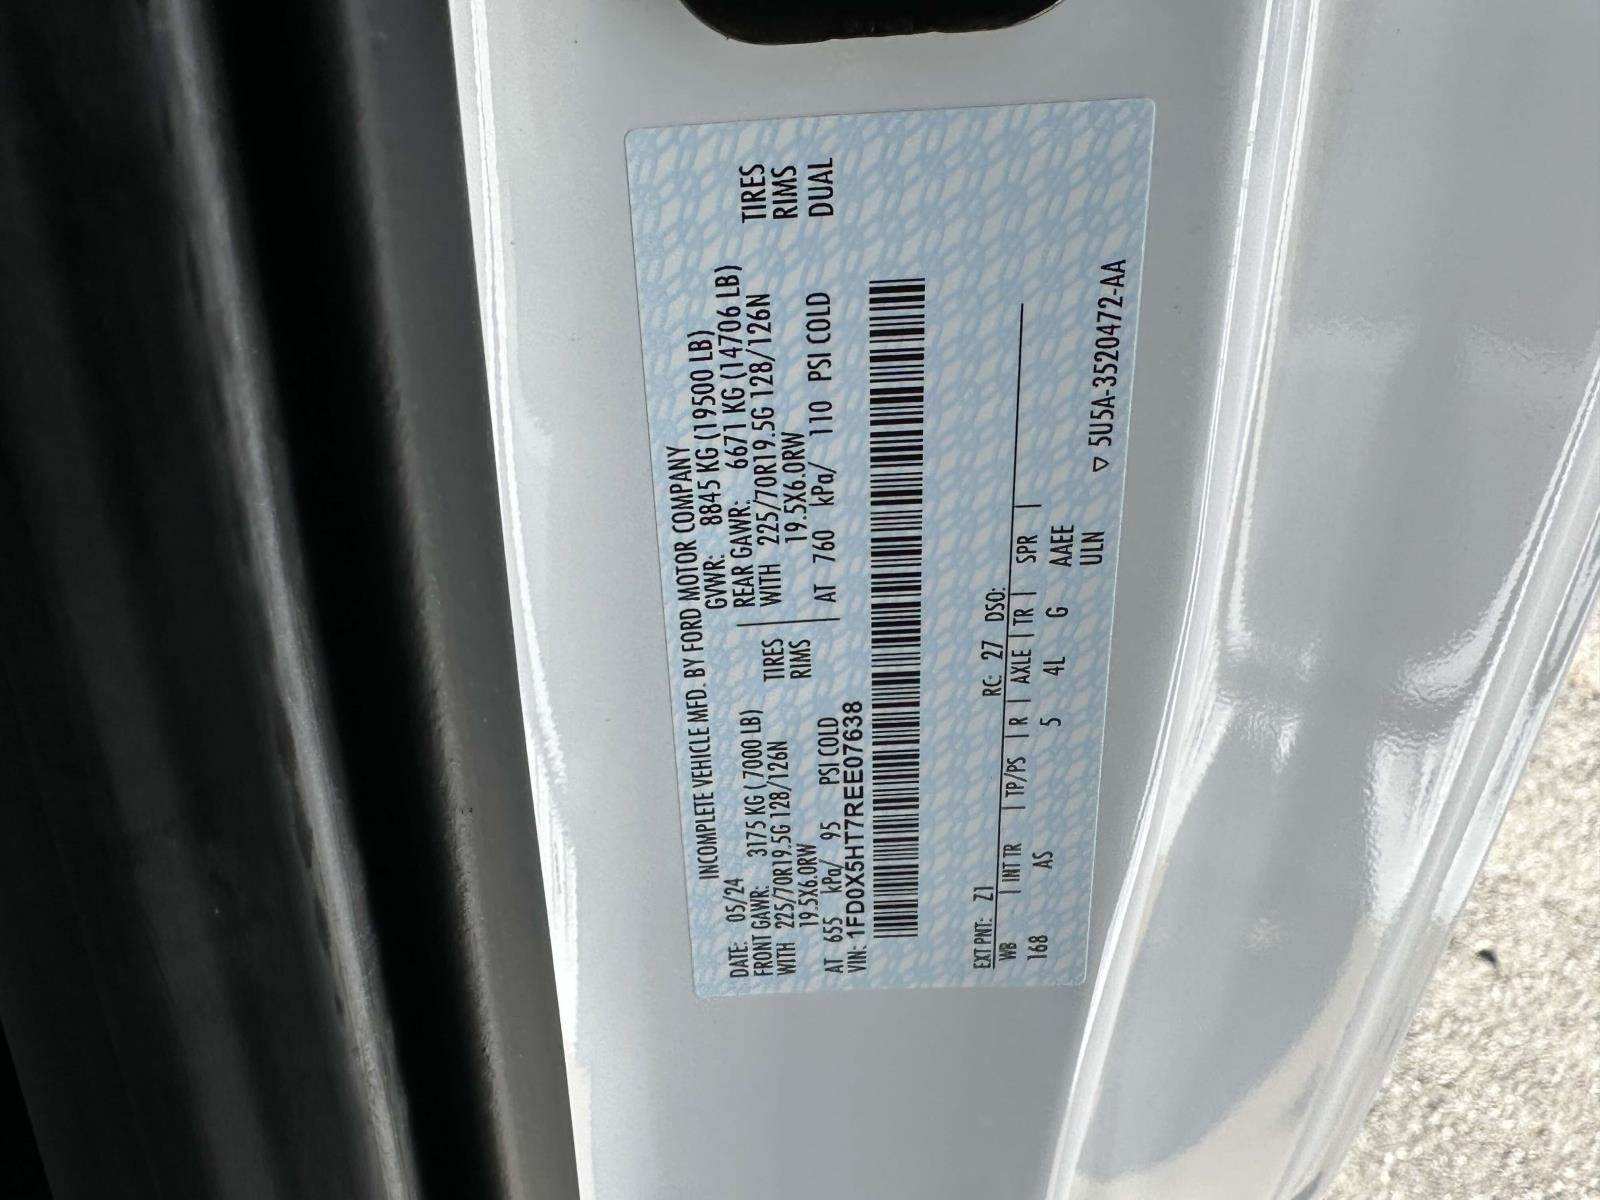 INCOMPLETE VEHICLE MFD. BY FORD MOTOR COMPANY
DATE: 05/24 GVWR: 8845 KG (19500 LB)
FRONT GAWR: 3175 KG (7000 LB) REAR GAWR: 6671 KG (14706 LB)
WITH 225/70R19.5G 128/126N TIRES WITH 225/70R19.5G 128/126N TIRES
19.5X6.0RW RIMS 19.5X6.0RW RIMS
AT 655 kPa/ 95 PSI COLD AT 760 kPa/ 110 PSI COLD DUAL
VIN: 1FD0X5HT7REE07638
EXT PNT: Z1 RC: 27 DSO:
WB | INT TR | TP/PS | R | AXLE | TR | SPR |
168 AS 5 4L G AAEE
ULN
▽ 5U5A-3520472-AA